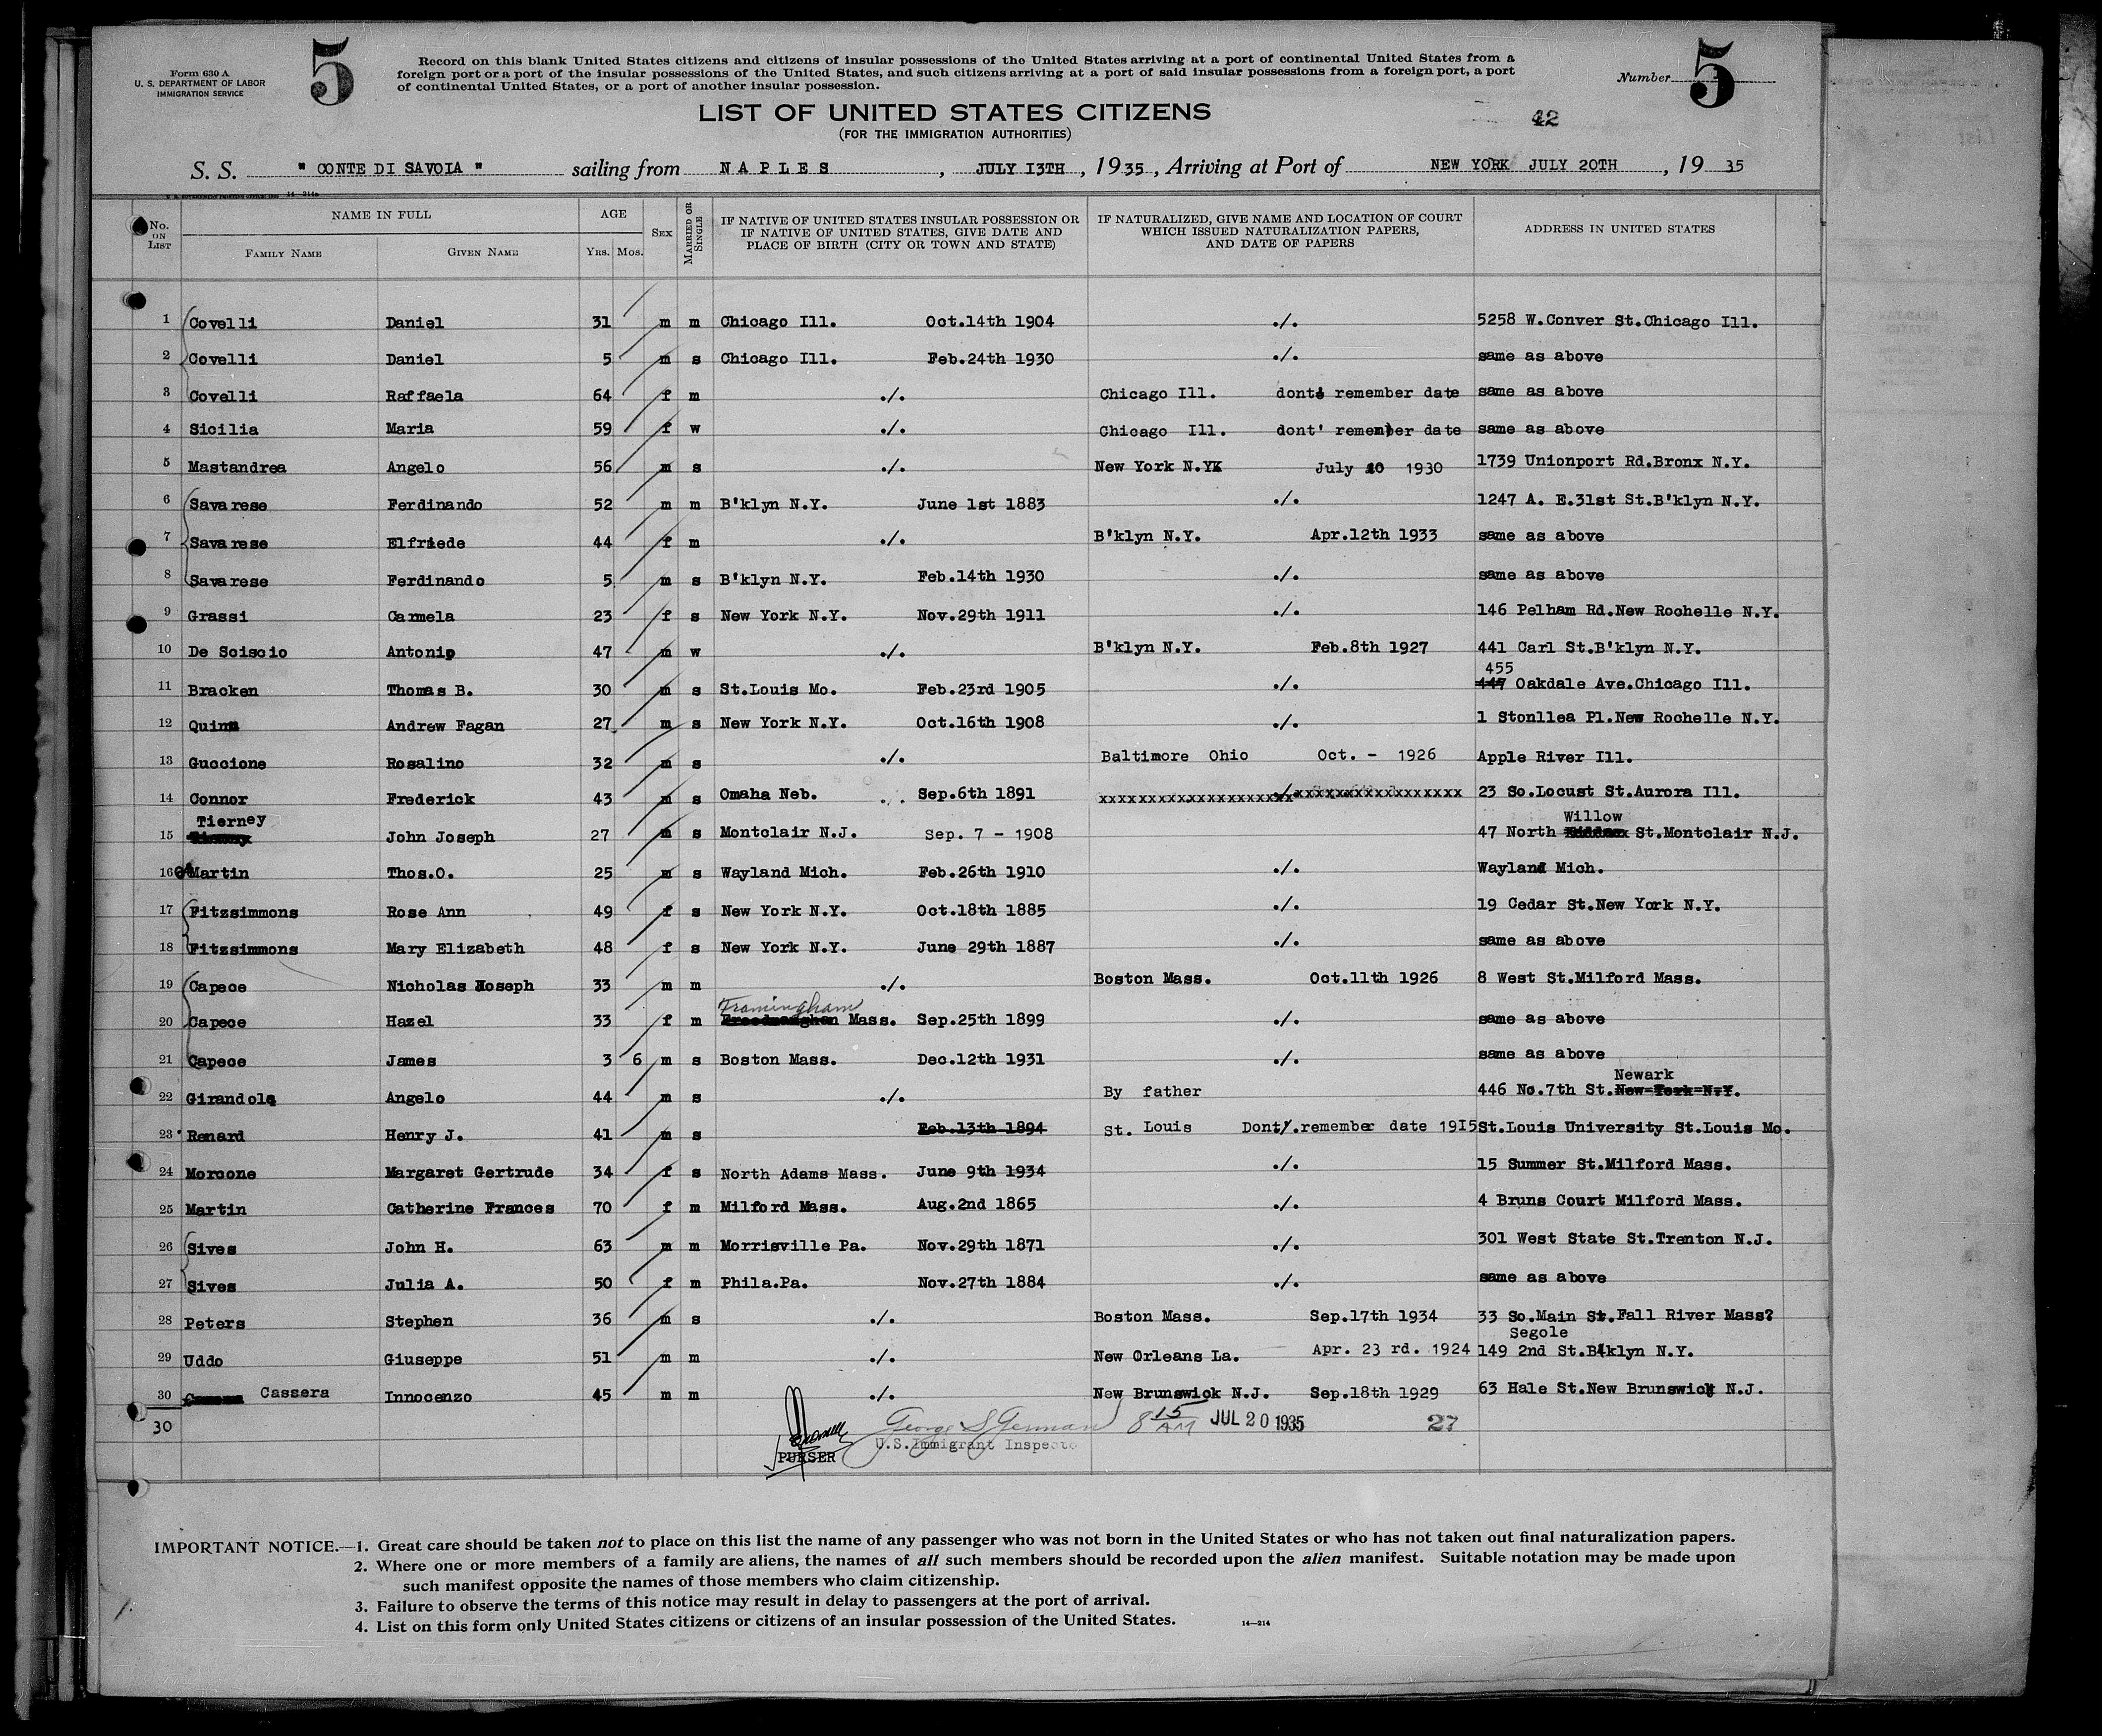 Form 630 A
U. S. DEPARTMENT OF LABOR
IMMIGRATION SERVICE
5
Record on this blank United States citizens and citizens of insular possessions of the United States arriving at a port of continental United States from a
foreign port or a port of the insular possessions of the United States, and such citizens arriving at a port of said insular possessions from a foreign port, a port
of continental United States, or a port of another insular possession.
Number 5
LIST OF UNITED STATES CITIZENS
(FOR THE IMMIGRATION AUTHORITIES)
42
S. S. " CONTE DI SAVOIA " sailing from N A P L E S , JULY I3TH , 1935 , Arriving at Port of NEW YORK JULY 20TH , 19 35
14—214a
No. ON LIST
NAME IN FULL
FAMILY NAME GIVEN NAME
AGE
YRS. MOS.
SEX
MARRIED OR SINGLE
IF NATIVE OF UNITED STATES INSULAR POSSESSION OR
IF NATIVE OF UNITED STATES, GIVE DATE AND
PLACE OF BIRTH (CITY OR TOWN AND STATE)
IF NATURALIZED, GIVE NAME AND LOCATION OF COURT
WHICH ISSUED NATURALIZATION PAPERS,
AND DATE OF PAPERS
ADDRESS IN UNITED STATES
1 Covelli Daniel 31 m m Chicago Ill. Oct.14th 1904 ./. 5258 W.Conver St.Chicago Ill.
2 Covelli Daniel 5 m s Chicago Ill. Feb.24th 1930 ./. same as above
3 Covelli Raffaela 64 f m ./. Chicago Ill. dont' remember date same as above
4 Sicilia Maria 59 f w ./. Chicago Ill. dont' remember date same as above
5 Mastandrea Angelo 56 m s ./. New York N.Y. July 10 1930 1739 Unionport Rd.Bronx N.Y.
6 Savarese Ferdinando 52 m m B'klyn N.Y. June 1st 1883 ./. 1247 A. E.31st St.B'klyn N.Y.
7 Savarese Elfriede 44 f m ./. B'klyn N.Y. Apr.12th 1933 same as above
8 Savarese Ferdinando 5 m s B'klyn N.Y. Feb.14th 1930 ./. same as above
9 Grassi Carmela 23 f s New York N.Y. Nov.29th 1911 ./. 146 Pelham Rd.New Rochelle N.Y.
10 De Sciscio Antonio 47 m w ./. B'klyn N.Y. Feb.8th 1927 441 Carl St.B'klyn N.Y.
455
11 Bracken Thomas B. 30 m s St.Louis Mo. Feb.23rd 1905 ./. 447 Oakdale Ave.Chicago Ill.
12 Quinn Andrew Fagan 27 m s New York N.Y. Oct.16th 1908 ./. 1 Stonllea Pl.New Rochelle N.Y.
13 Guccione Rosalino 32 m s ./. Baltimore Ohio Oct. - 1926 Apple River Ill.
14 Connor Frederick 43 m s Omaha Neb. Sep.6th 1891 ./. 23 So.Locust St.Aurora Ill.
Tierney Willow
15 John Joseph 27 m s Montclair N.J. Sep. 7 - 1908 47 North St.Montclair N.J.
16 Martin Thos.O. 25 m s Wayland Mich. Feb.26th 1910 ./. Wayland Mich.
17 Fitzsimmons Rose Ann 49 f s New York N.Y. Oct.18th 1885 ./. 19 Cedar St.New York N.Y.
18 Fitzsimmons Mary Elizabeth 48 f s New York N.Y. June 29th 1887 ./. same as above
19 Capece Nicholas Joseph 33 m m ./. Boston Mass. Oct.11th 1926 8 West St.Milford Mass.
Framingham
20 Capece Hazel 33 f m Mass. Sep.25th 1899 ./. same as above
21 Capece James 3 6 m s Boston Mass. Dec.12th 1931 ./. same as above
Newark
22 Girandola Angelo 44 m s ./. By father 446 No.7th St.New York N.Y.
23 Renard Henry J. 41 m s Feb.13th 1894 St. Louis Dont/.remember date 19I5 St.Louis University St.Louis Mo.
24 Morcone Margaret Gertrude 34 f s North Adams Mass. June 9th 1934 ./. 15 Summer St.Milford Mass.
25 Martin Catherine Frances 70 f m Milford Mass. Aug.2nd 1865 ./. 4 Bruns Court Milford Mass.
26 Sives John H. 63 m m Morrisville Pa. Nov.29th 1871 ./. 301 West State St.Trenton N.J.
27 Sives Julia A. 50 f m Phila.Pa. Nov.27th 1884 ./. same as above
28 Peters Stephen 36 m s ./. Boston Mass. Sep.17th 1934 33 So.Main St.Fall River Mass?
Segole
29 Uddo Giuseppe 51 m m ./. New Orleans La. Apr. 23 rd. 1924 149 2nd St.B'klyn N.Y.
30 Cassera Innocenzo 45 m m ./. New Brunswick N.J. Sep.18th 1929 63 Hale St.New Brunswick N.J.
30
George S German 8 15 AM JUL 20 1935 27
PURSER U.S.Immigrant Inspecto
IMPORTANT NOTICE.—1. Great care should be taken not to place on this list the name of any passenger who was not born in the United States or who has not taken out final naturalization papers.
2. Where one or more members of a family are aliens, the names of all such members should be recorded upon the alien manifest. Suitable notation may be made upon
such manifest opposite the names of those members who claim citizenship.
3. Failure to observe the terms of this notice may result in delay to passengers at the port of arrival.
4. List on this form only United States citizens or citizens of an insular possession of the United States. 14—214